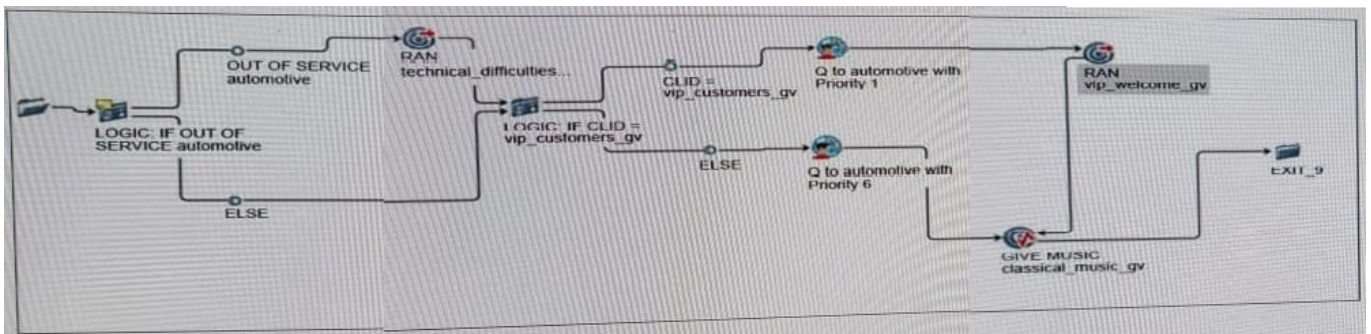 OUT OF SERVICE
automotive
RAN
technical_difficulties...
LOGIC: IF OUT OF
SERVICE automotive
ELSE
LOGIC: IF CLID =
vip_customers_gv
CLID =
vip_customers_gv
ELSE
Q to automotive with
Priority 1
Q to automotive with
Priority 6
RAN
vip_welcome_gv
GIVE MUSIC
classical_music_gv
EXIT_9